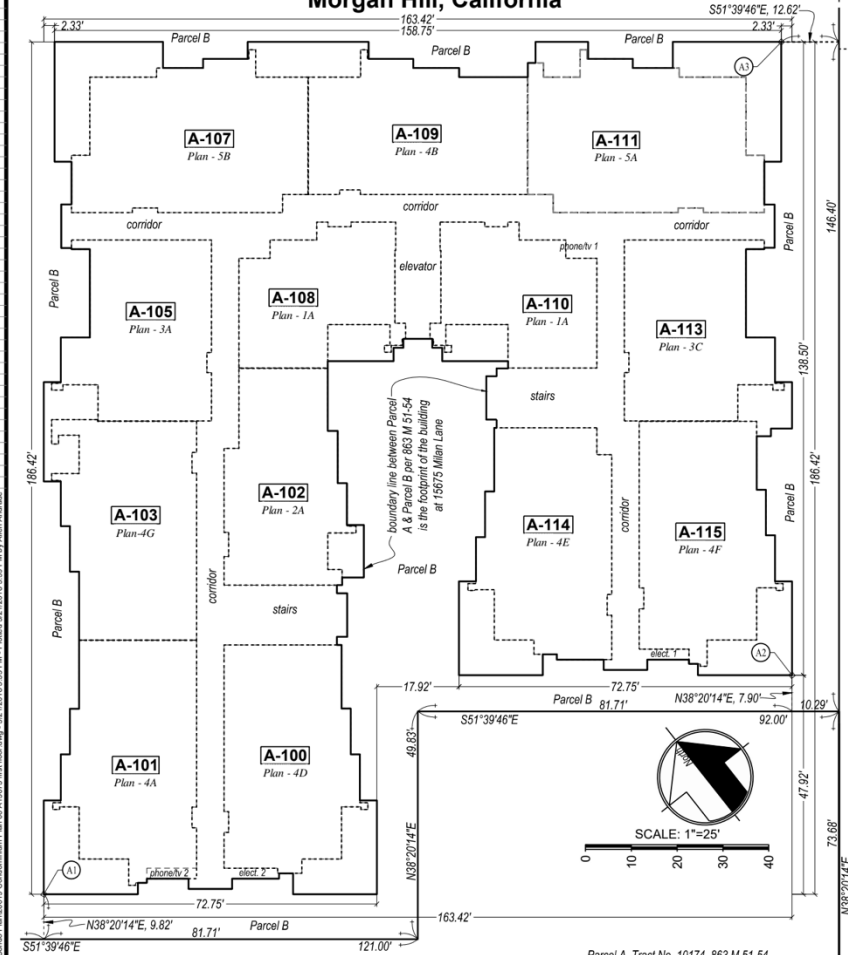 Morgan Hill, California
S51°39'46"E, 12.62'
163.42'
2.33'
158.75'
2.33'
Parcel B
Parcel B
Parcel B
A3
A-107
Plan - 5B
A-109
Plan - 4B
A-111
Plan - 5A
corridor
corridor
corridor
Parcel B
146.40'
phone/tv 1
elevator
Parcel B
A-105
Plan - 3A
A-108
Plan - 1A
A-110
Plan - 1A
A-113
Plan - 3C
138.50'
stairs
boundary line between Parcel
A & Parcel B per 863 M 51-54
is the footprint of the building
at 15675 Milan Lane
186.42'
186.42'
A-103
Plan-4G
A-102
Plan - 2A
A-114
Plan - 4E
corridor
A-115
Plan - 4F
Parcel B
Parcel B
corridor
Parcel B
stairs
elect. 1
A2
17.92'
72.75'
N38°20'14"E, 7.90'
Parcel B
81.71'
10.29'
S51°39'46"E
92.00'
49.83'
A-101
Plan - 4A
A-100
Plan - 4D
North
47.92'
73.68'
SCALE: 1"=25'
0 10 20 30 40
N38°20'14"E
N38°20'14"E
A1
phone/tv 2
elect. 2
72.75'
163.42'
N38°20'14"E, 9.82'
Parcel B
81.71'
S51°39'46"E
121.00'
Parcel A, Tract No. 10174, 863 M 51-54